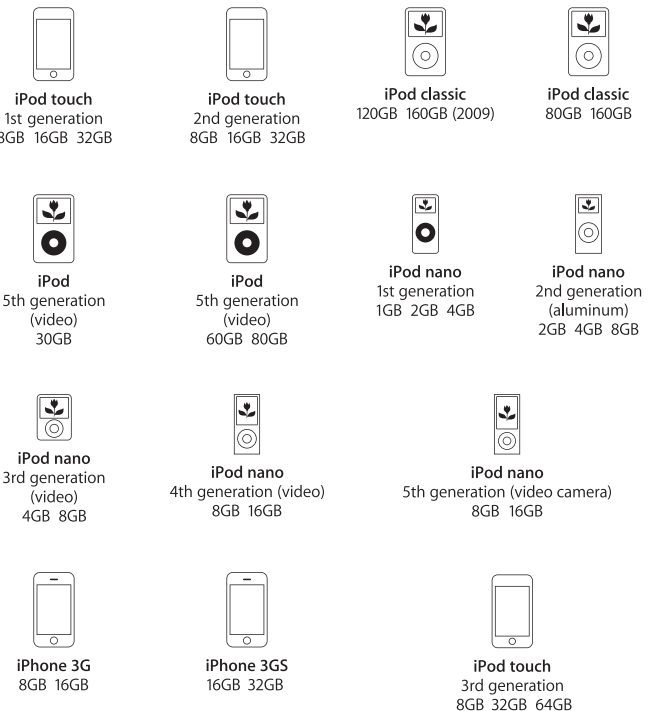 iPod touch
1st generation
8GB 16GB 32GB
iPod touch
2nd generation
8GB 16GB 32GB
iPod classic
120GB 160GB (2009)
iPod classic
80GB 160GB
iPod
5th generation
(video)
30GB
iPod
5th generation
(video)
60GB 80GB
iPod nano
1st generation
1GB 2GB 4GB
iPod nano
2nd generation
(aluminum)
2GB 4GB 8GB
iPod nano
3rd generation
(video)
4GB 8GB
iPod nano
4th generation (video)
8GB 16GB
iPod nano
5th generation (video camera)
8GB 16GB
iPhone 3G
8GB 16GB
iPhone 3GS
16GB 32GB
iPod touch
3rd generation
8GB 32GB 64GB